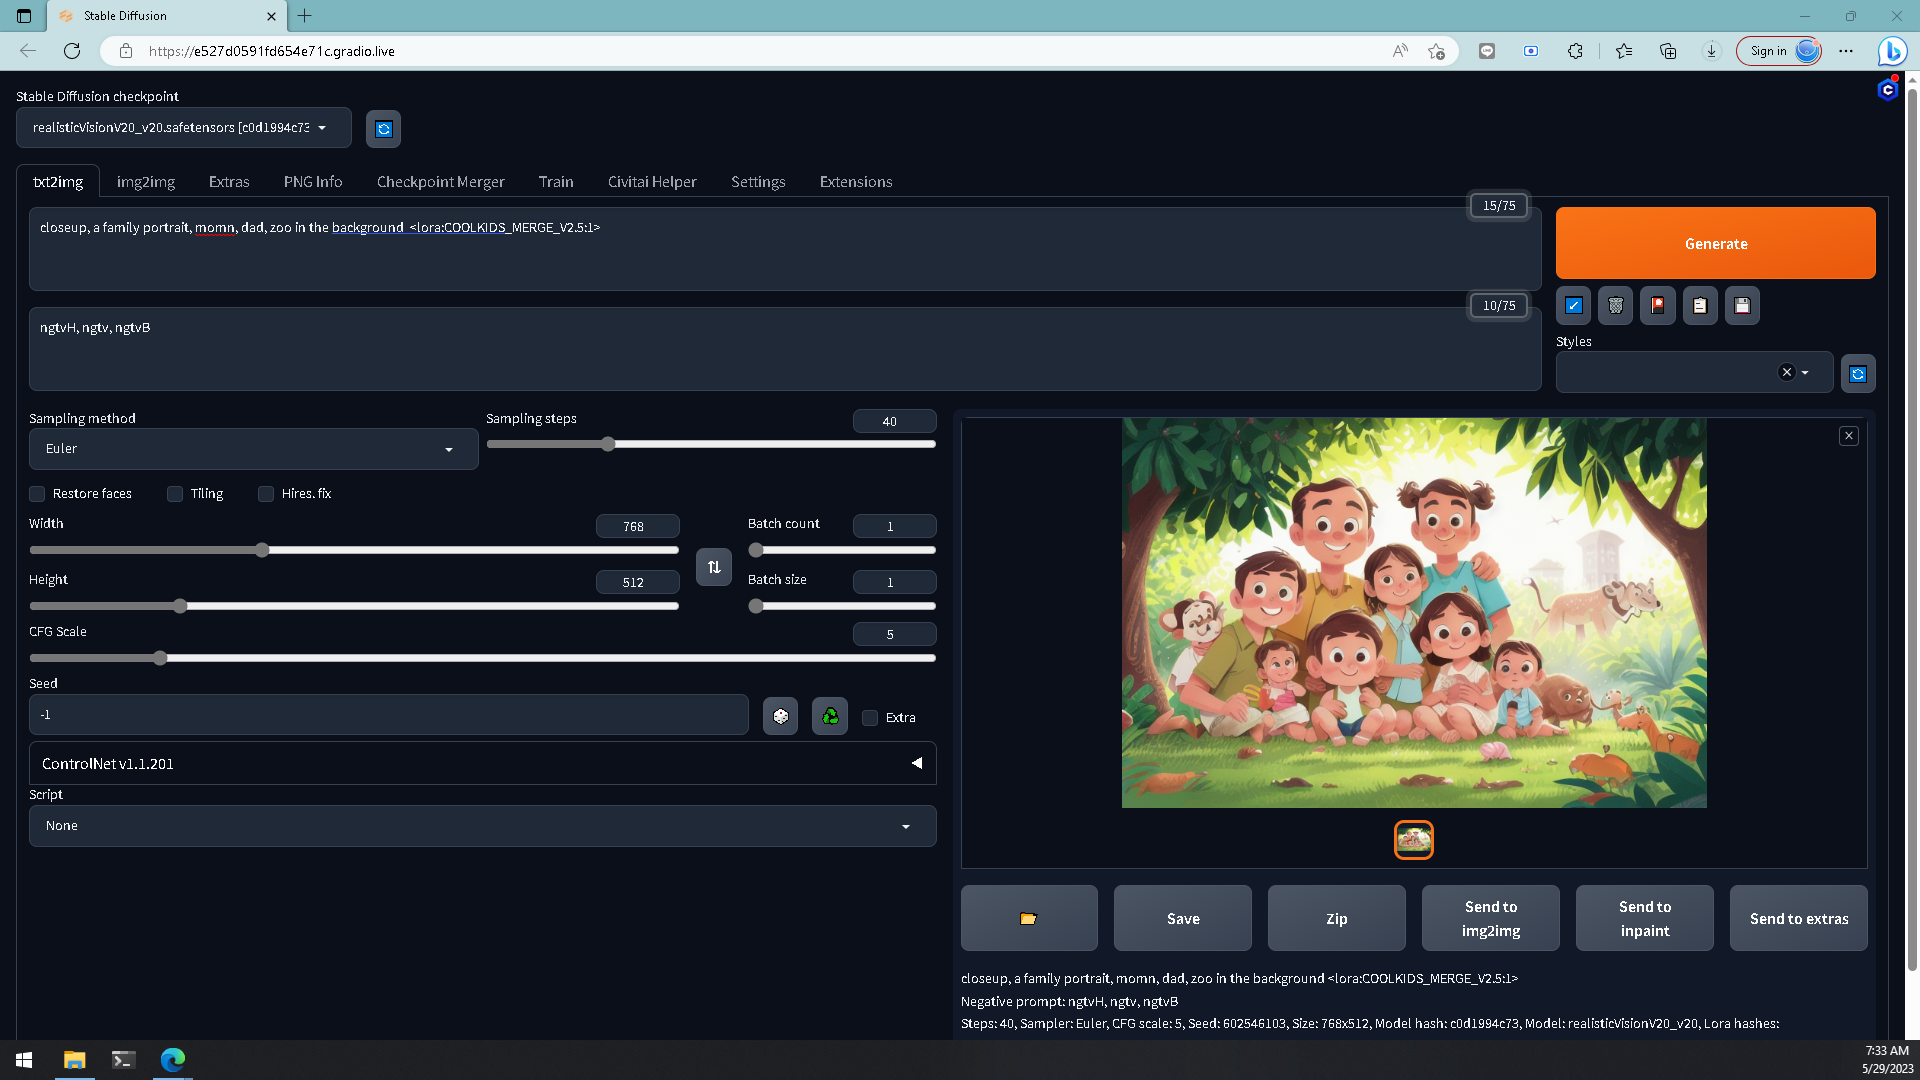 Stable Diffusion
https://e527d0591fd654e71c.gradio.live
Sign in
Stable Diffusion checkpoint
realisticVisionV20_v20.safetensors [c0d1994c73
txt2img
img2img
Extras
PNG Info
Checkpoint Merger
Train
Civitai Helper
Settings
Extensions
15/75
closeup, a family portrait, momn, dad, zoo in the background <lora:COOLKIDS_MERGE_V2.5:1>
Generate
10/75
ngtvH, ngtv, ngtvB
Styles
Sampling method
Euler
Sampling steps
40
Restore faces
Tiling
Hires. fix
Width
768
Batch count
1
Height
512
Batch size
1
CFG Scale
5
Seed
-1
Extra
ControlNet v1.1.201
Script
None
Save
Zip
Send to
img2img
Send to
inpaint
Send to extras
closeup, a family portrait, momn, dad, zoo in the background <lora:COOLKIDS_MERGE_V2.5:1>
Negative prompt: ngtvH, ngtv, ngtvB
Steps: 40, Sampler: Euler, CFG scale: 5, Seed: 602546103, Size: 768x512, Model hash: c0d1994c73, Model: realisticVisionV20_v20, Lora hashes:
7:33 AM
5/29/2023